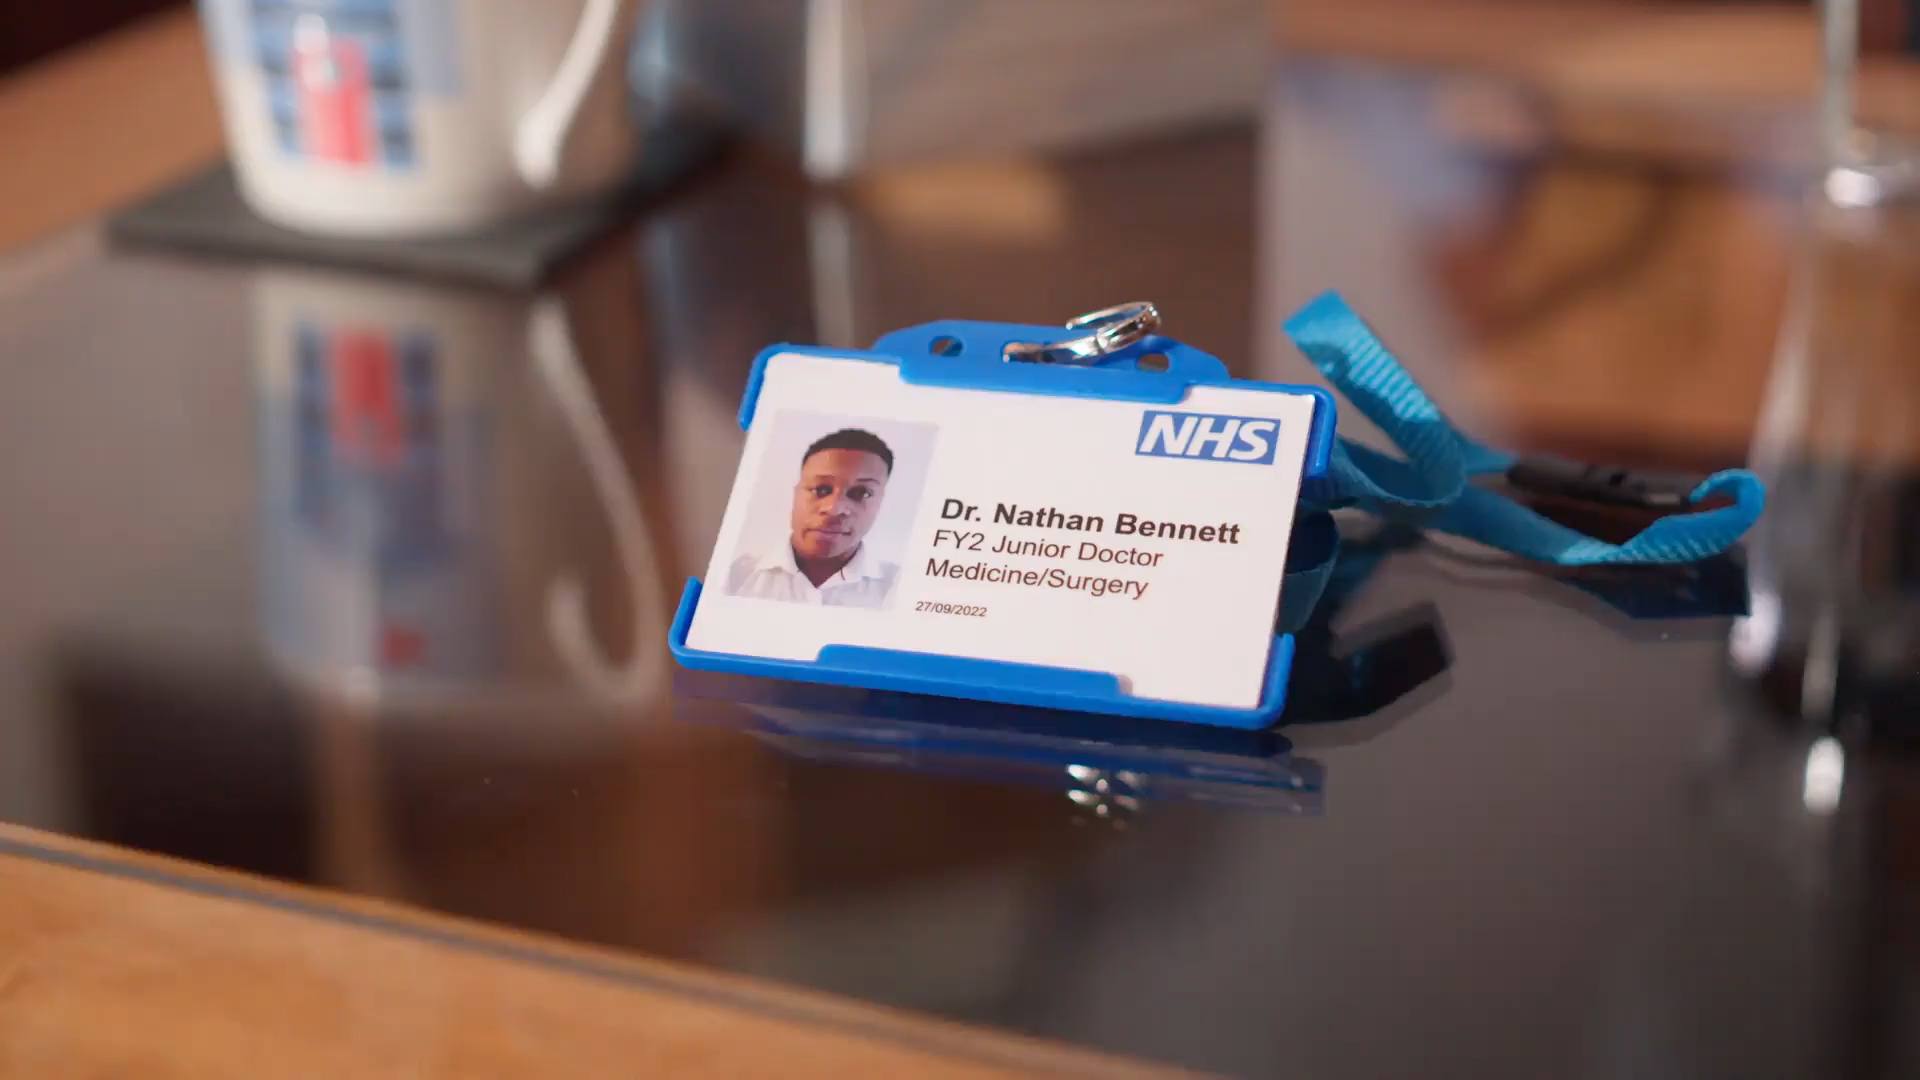 NHS
Dr. Nathan Bennett
FY2 Junior Doctor
Medicine/Surgery
27/09/2022